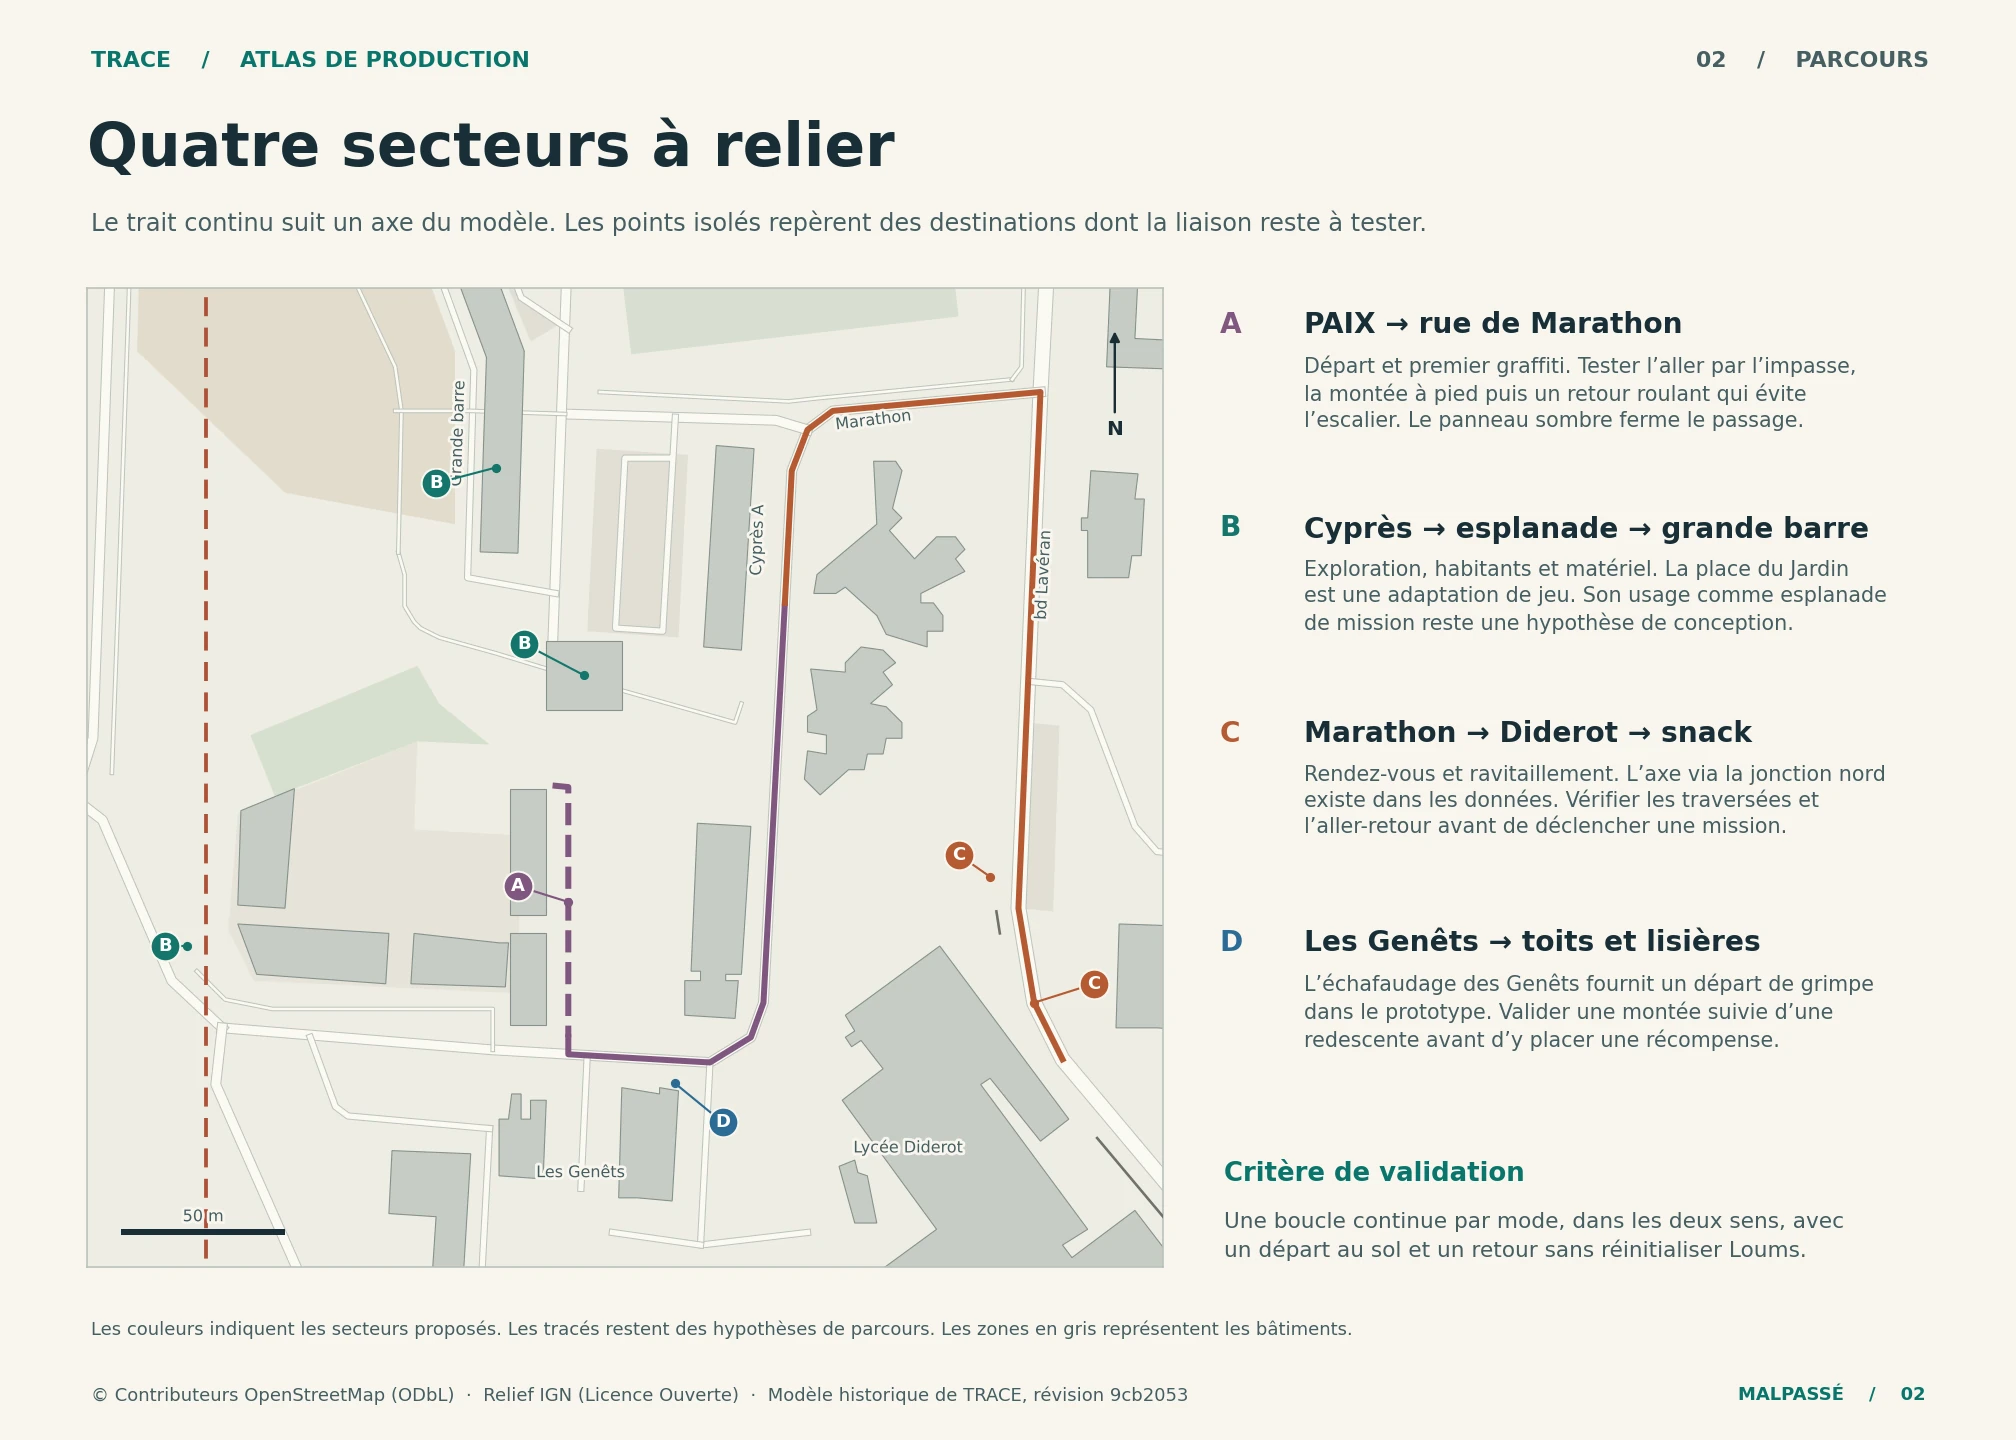 TRACE / ATLAS DE PRODUCTION
02 / PARCOURS
Quatre secteurs à relier
Le trait continu suit un axe du modèle. Les points isolés repèrent des destinations dont la liaison reste à tester.
Grande barre
B
Marathon
N
Cyprès A
bd Lavéran
B
C
A
B
C
D
Lycée Diderot
Les Genêts
50 m
A
PAIX → rue de Marathon
Départ et premier graffiti. Tester l’aller par l’impasse,
la montée à pied puis un retour roulant qui évite
l’escalier. Le panneau sombre ferme le passage.
B
Cyprès → esplanade → grande barre
Exploration, habitants et matériel. La place du Jardin
est une adaptation de jeu. Son usage comme esplanade
de mission reste une hypothèse de conception.
C
Marathon → Diderot → snack
Rendez-vous et ravitaillement. L’axe via la jonction nord
existe dans les données. Vérifier les traversées et
l’aller-retour avant de déclencher une mission.
D
Les Genêts → toits et lisières
L’échafaudage des Genêts fournit un départ de grimpe
dans le prototype. Valider une montée suivie d’une
redescente avant d’y placer une récompense.
Critère de validation
Une boucle continue par mode, dans les deux sens, avec
un départ au sol et un retour sans réinitialiser Loums.
Les couleurs indiquent les secteurs proposés. Les tracés restent des hypothèses de parcours. Les zones en gris représentent les bâtiments.
© Contributeurs OpenStreetMap (ODbL) · Relief IGN (Licence Ouverte) · Modèle historique de TRACE, révision 9cb2053
MALPASSÉ / 02